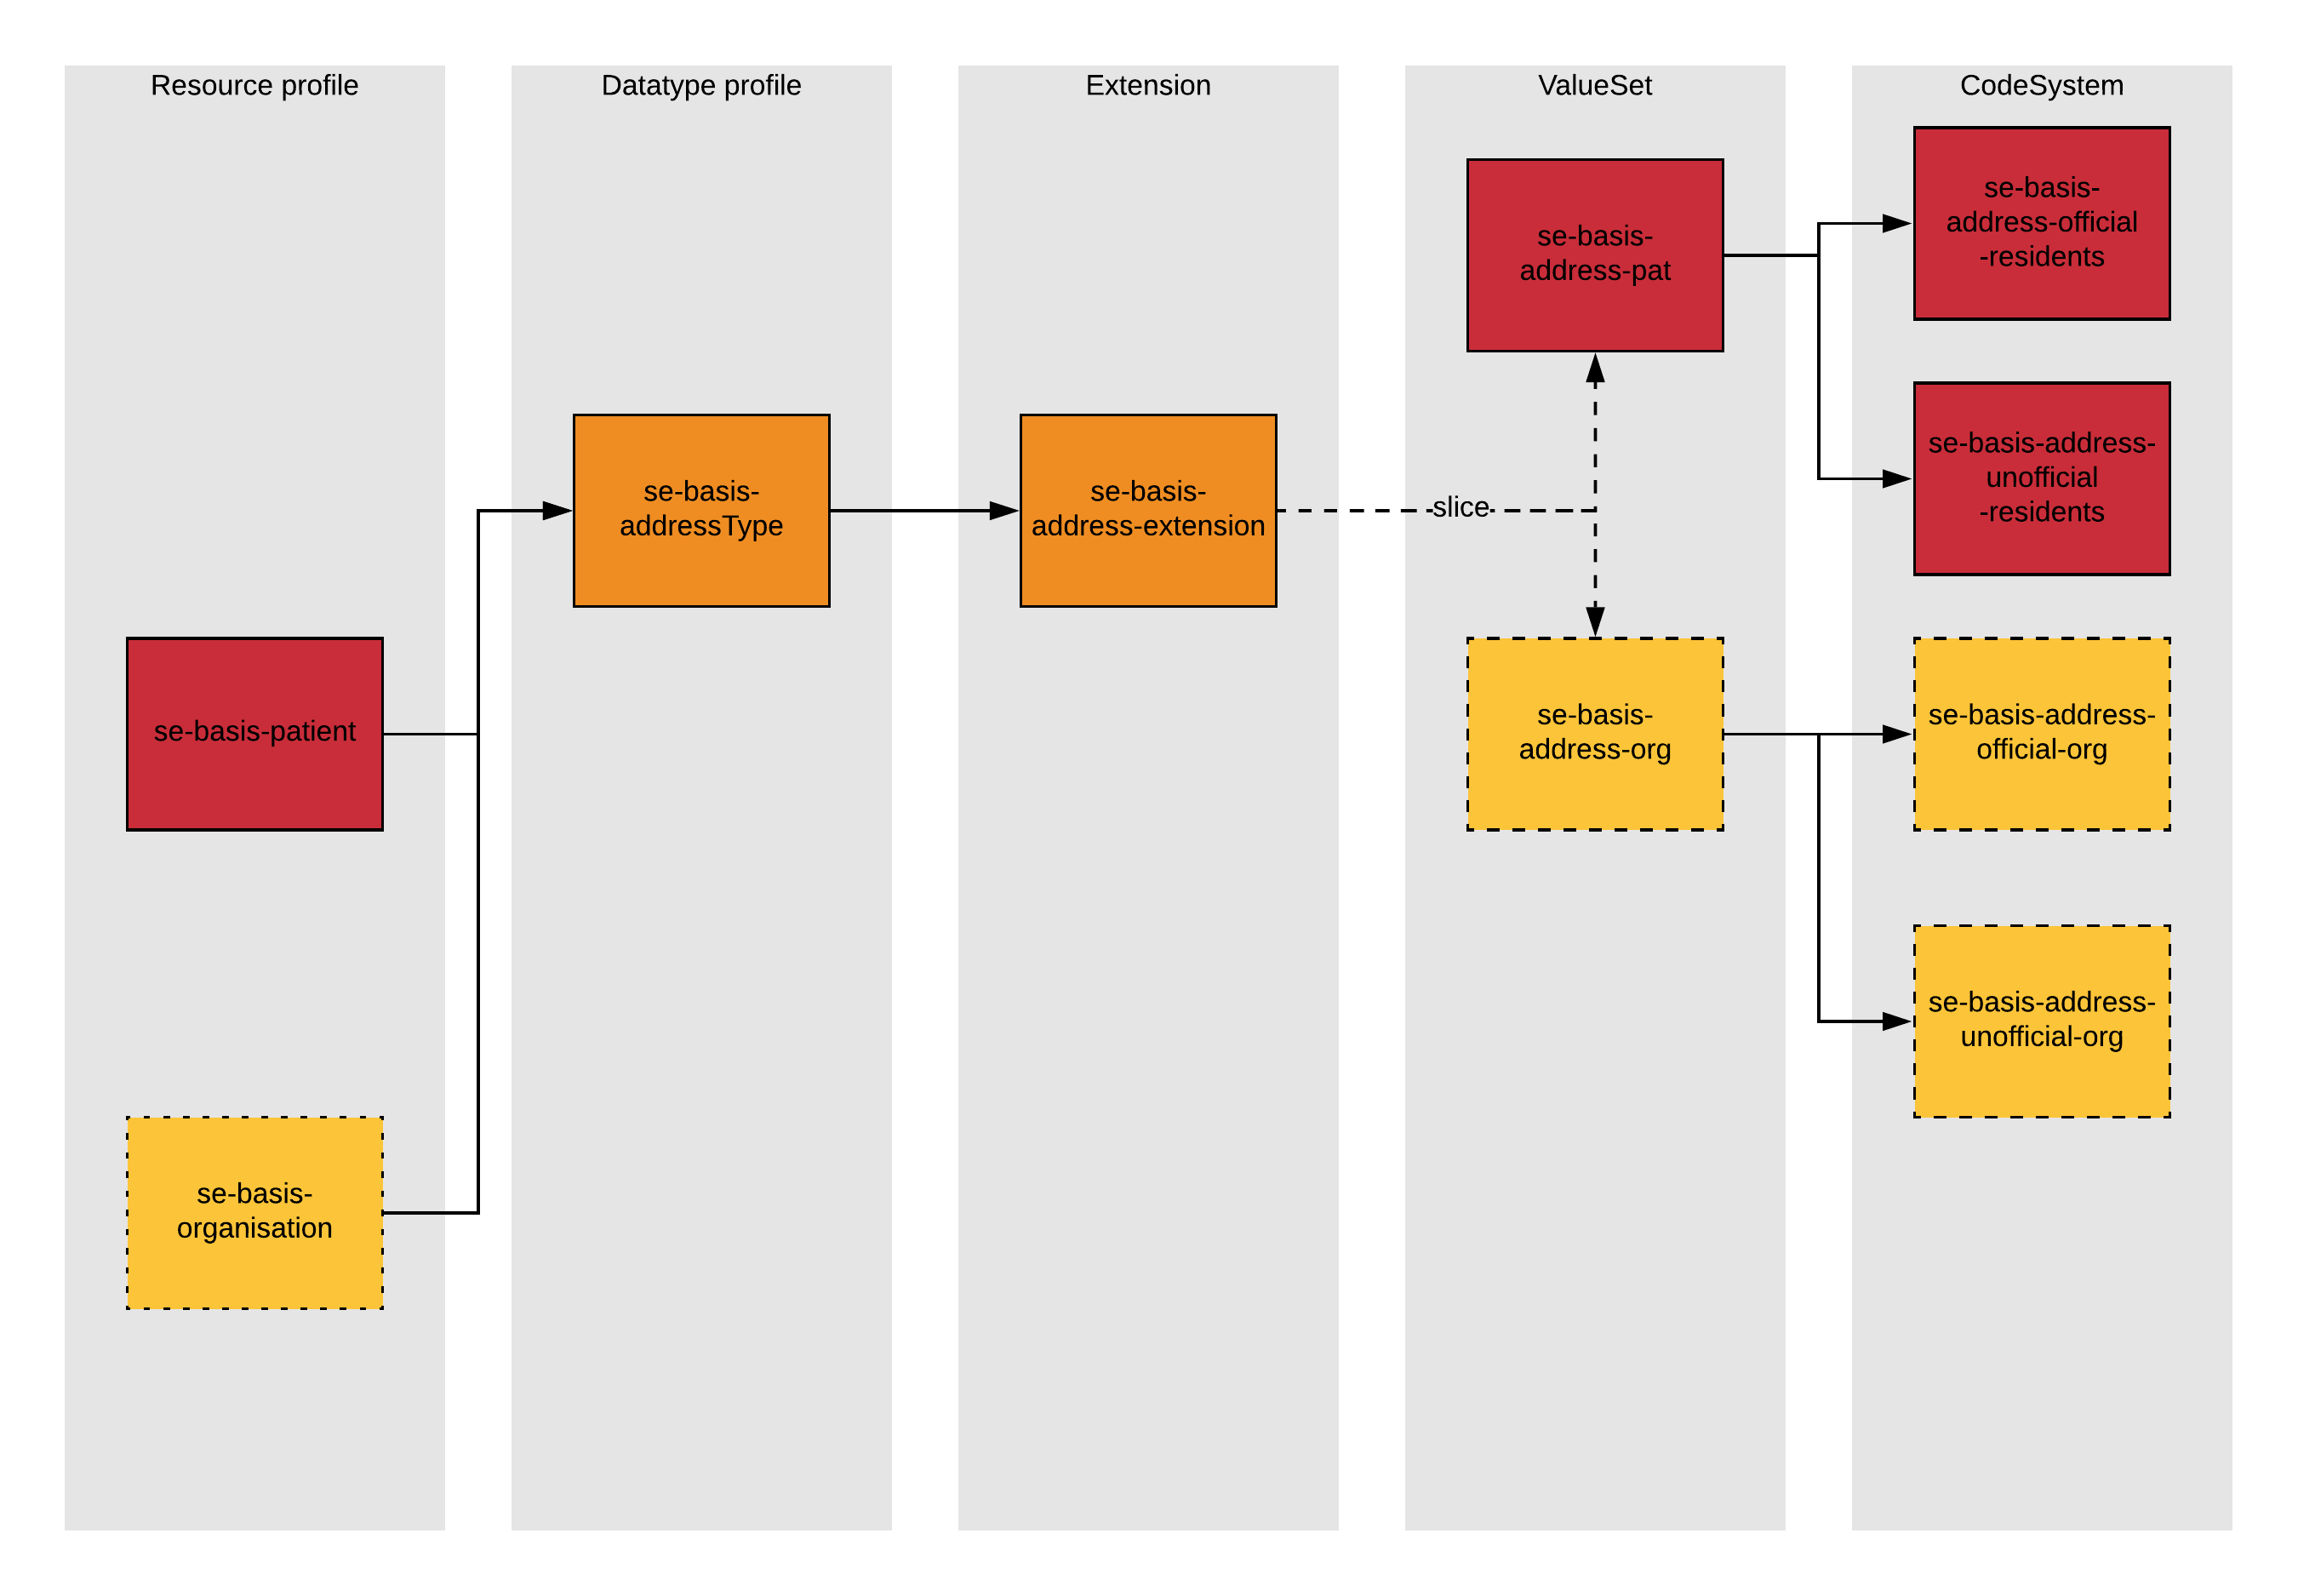 Resource profile
Datatype profile
Extension
ValueSet
CodeSystem
se-basis-patient
se-basis-
organisation
se-basis-
addressType
se-basis-
address-extension
slice
se-basis-
address-pat
se-basis-
address-org
se-basis-
address-official
-residents
se-basis-address-
unofficial
-residents
se-basis-address-
official-org
se-basis-address-
unofficial-org